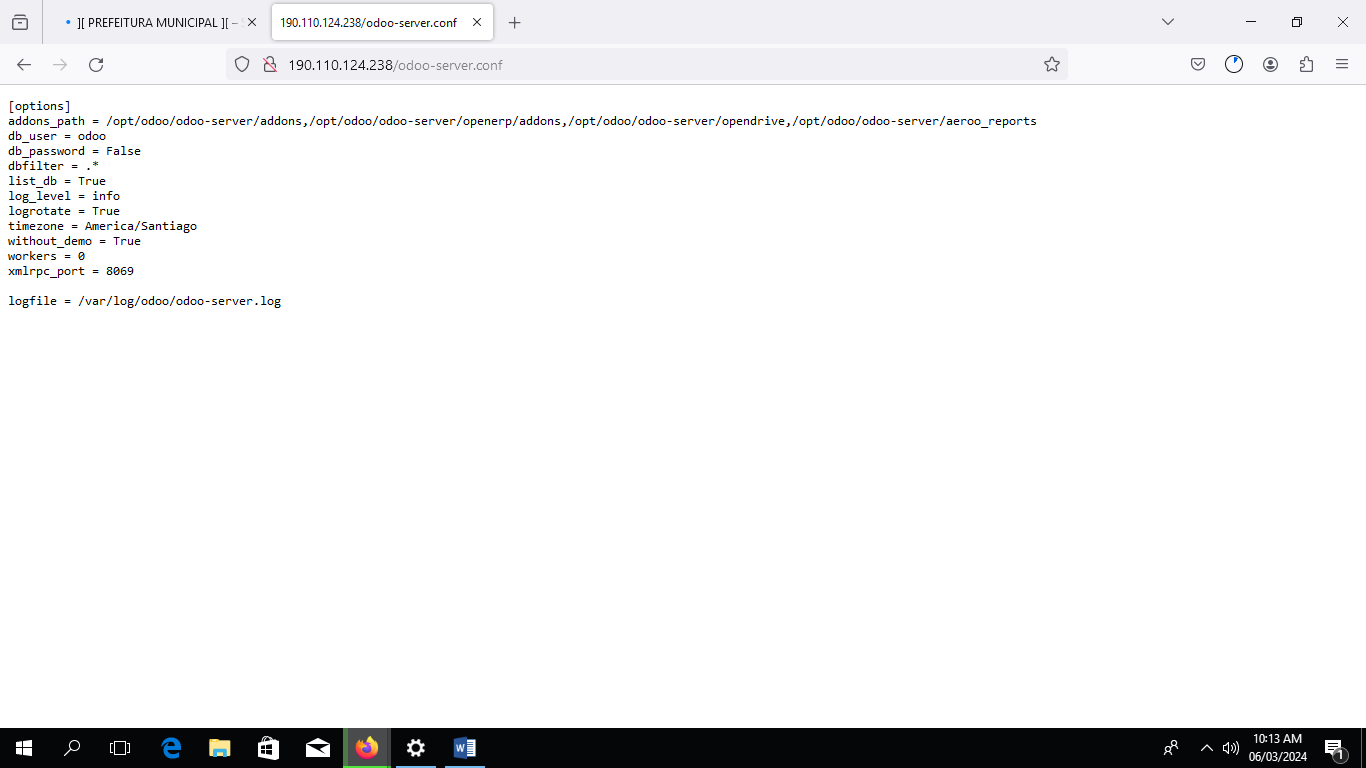 ][ PREFEITURA MUNICIPAL ][ –
190.110.124.238/odoo-server.conf
190.110.124.238/odoo-server.conf
[options]
addons_path = /opt/odoo/odoo-server/addons,/opt/odoo/odoo-server/openerp/addons,/opt/odoo/odoo-server/opendrive,/opt/odoo/odoo-server/aeroo_reports
db_user = odoo
db_password = False
dbfilter = .*
list_db = True
log_level = info
logrotate = True
timezone = America/Santiago
without_demo = True
workers = 0
xmlrpc_port = 8069
logfile = /var/log/odoo/odoo-server.log
10:13 AM
06/03/2024
1